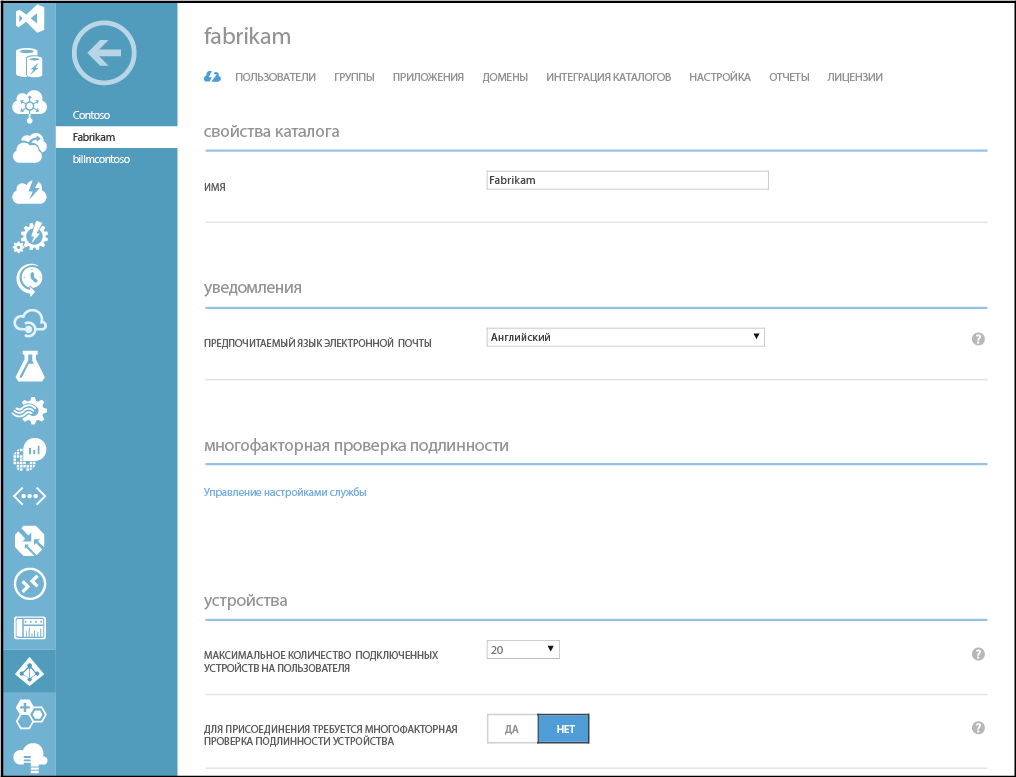 fabrikam
ПОЛЬЗОВАТЕЛИ ГРУППЫ ПРИЛОЖЕНИЯ ДОМЕНЫ ИНТЕГРАЦИЯ КАТАЛОГОВ НАСТРОЙКА ОТЧЕТЫ ЛИЦЕНЗИИ
Contoso
Fabrikam
billmcontoso
свойства каталога
ИМЯ
Fabrikam
уведомления
ПРЕДПОЧИТАЕМЫЙ ЯЗЫК ЭЛЕКТРОННОЙ ПОЧТЫ
Английский
?
многофакторная проверка подлинности
Управление настройками службы
устройства
МАКСИМАЛЬНОЕ КОЛИЧЕСТВО ПОДКЛЮЧЕННЫХ
УСТРОЙСТВ НА ПОЛЬЗОВАТЕЛЯ
20
?
ДЛЯ ПРИСОЕДИНЕНИЯ ТРЕБУЕТСЯ МНОГОФАКТОРНАЯ
ПРОВЕРКА ПОДЛИННОСТИ УСТРОЙСТВА
ДА НЕТ
?